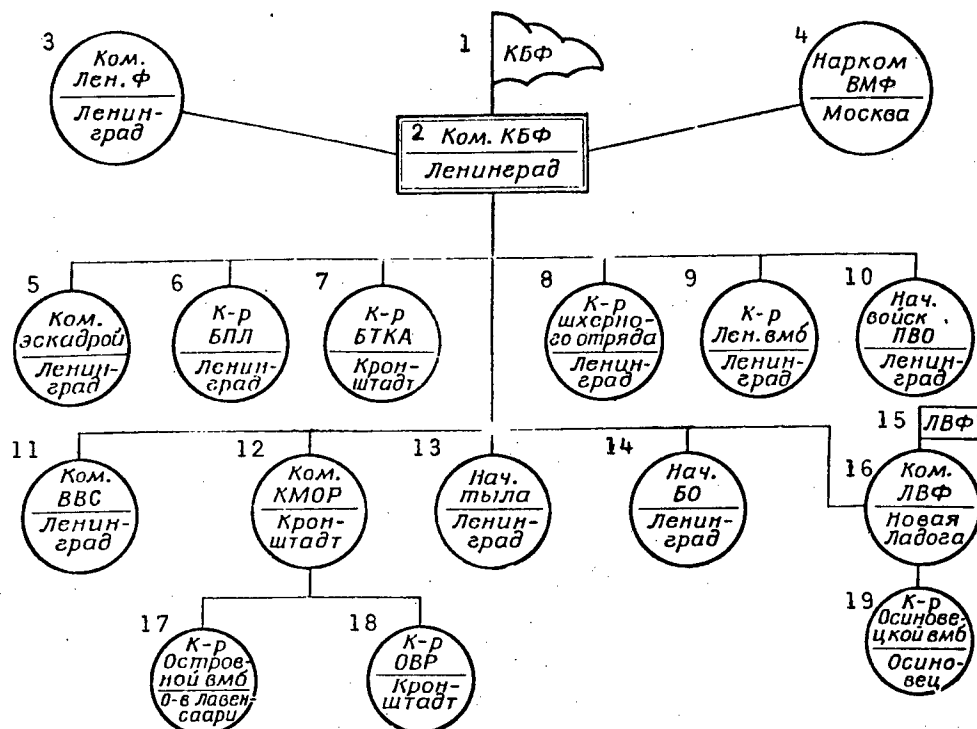 3
Ком.
Лен. Ф
Ленин-
град
1
КБФ
4
Нарком
ВМФ
Москва
2
Ком. КБФ
Ленинград
5
Ком.
эскадрой
Ленин-
град
6
К-р
БПЛ
Ленин-
град
7
К-р
БТКА
Крон-
штадт
8
К-р
шхерно-
го отряда
Ленин-
град
9
К-р
Лен. вмб
Ленин-
град
10
Нач.
войск
ПВО
Ленин-
град
11
Ком.
ВВС
Ленин-
град
12
Ком.
КМОР
Крон-
штадт
13
Нач.
тыла
Ленин-
град
14
Нач.
БО
Ленин-
град
15
ЛВФ
16
Ком.
ЛВФ
Новая
Ладога
17
К-р
Остров-
ной вмб
о-в Лавен-
саари
18
К-р
ОВР
Крон-
штадт
19
К-р
Осинове-
цкой вмб
Осино-
вец